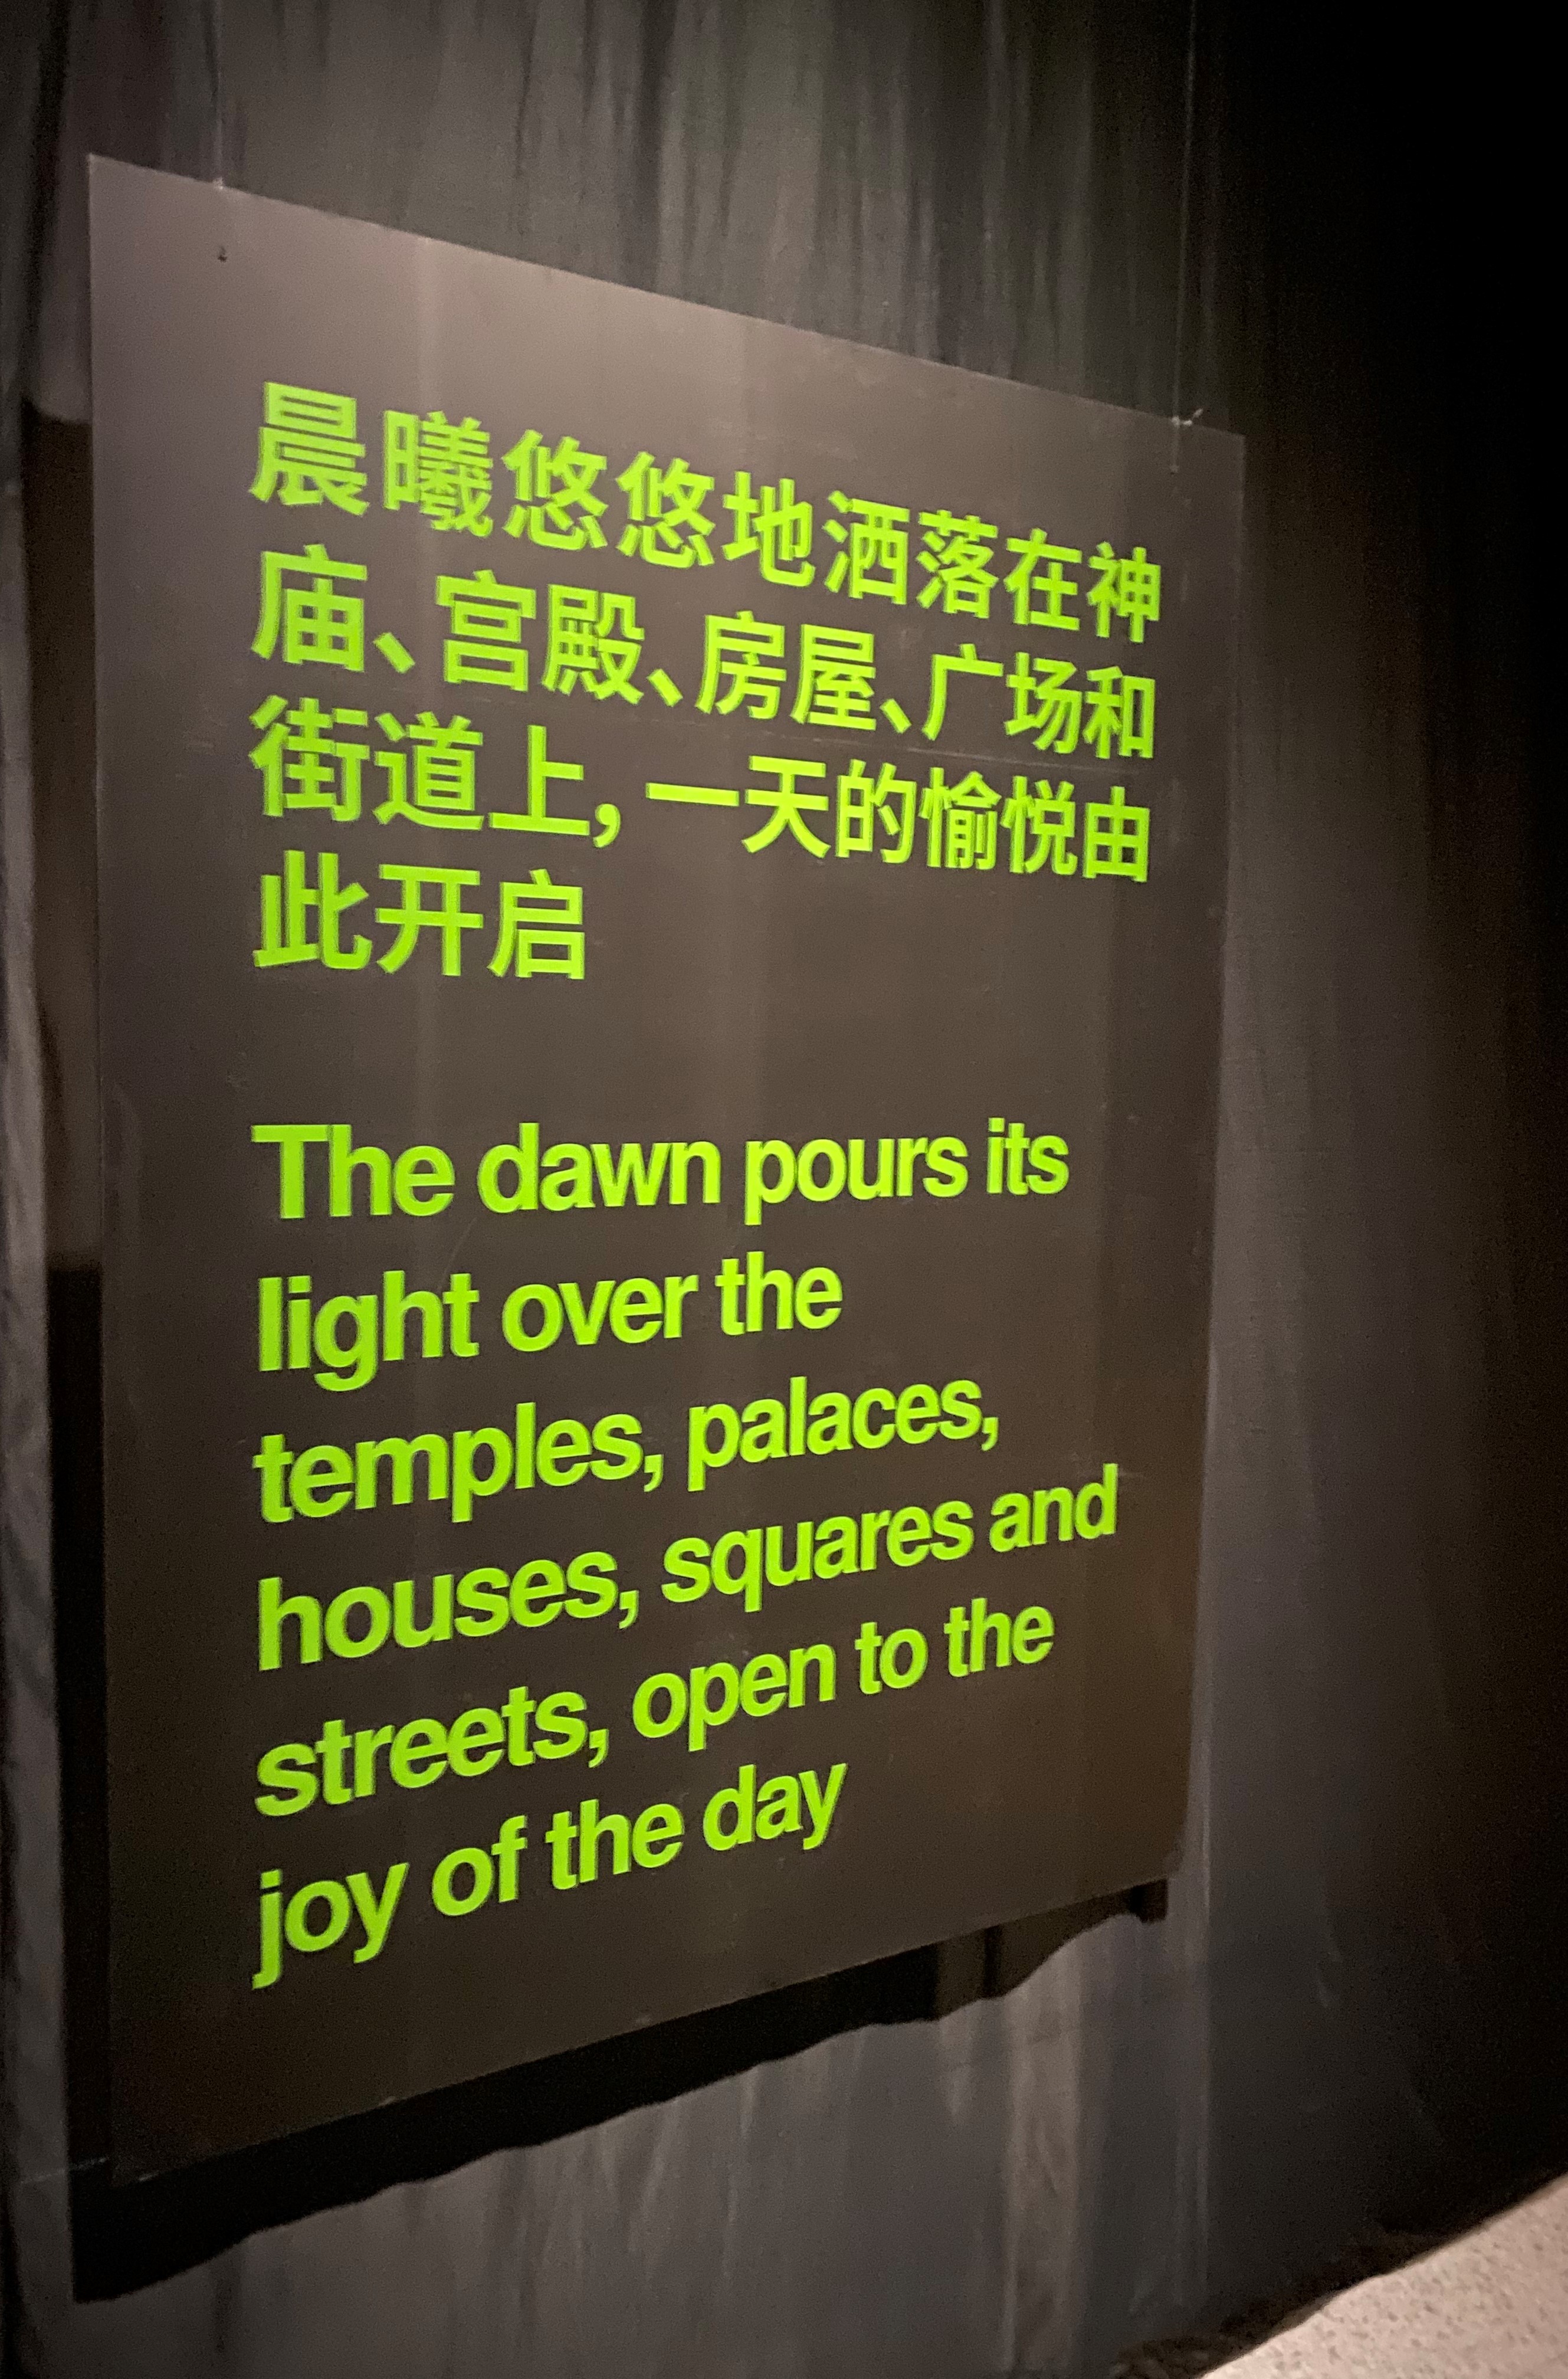 晨曦悠悠地洒落在神
庙、宫殿、房屋、广场和
街道上，一天的愉悦由
此开启
The dawn pours its
light over the
temples, palaces,
houses, squares and
streets, open to the
joy of the day